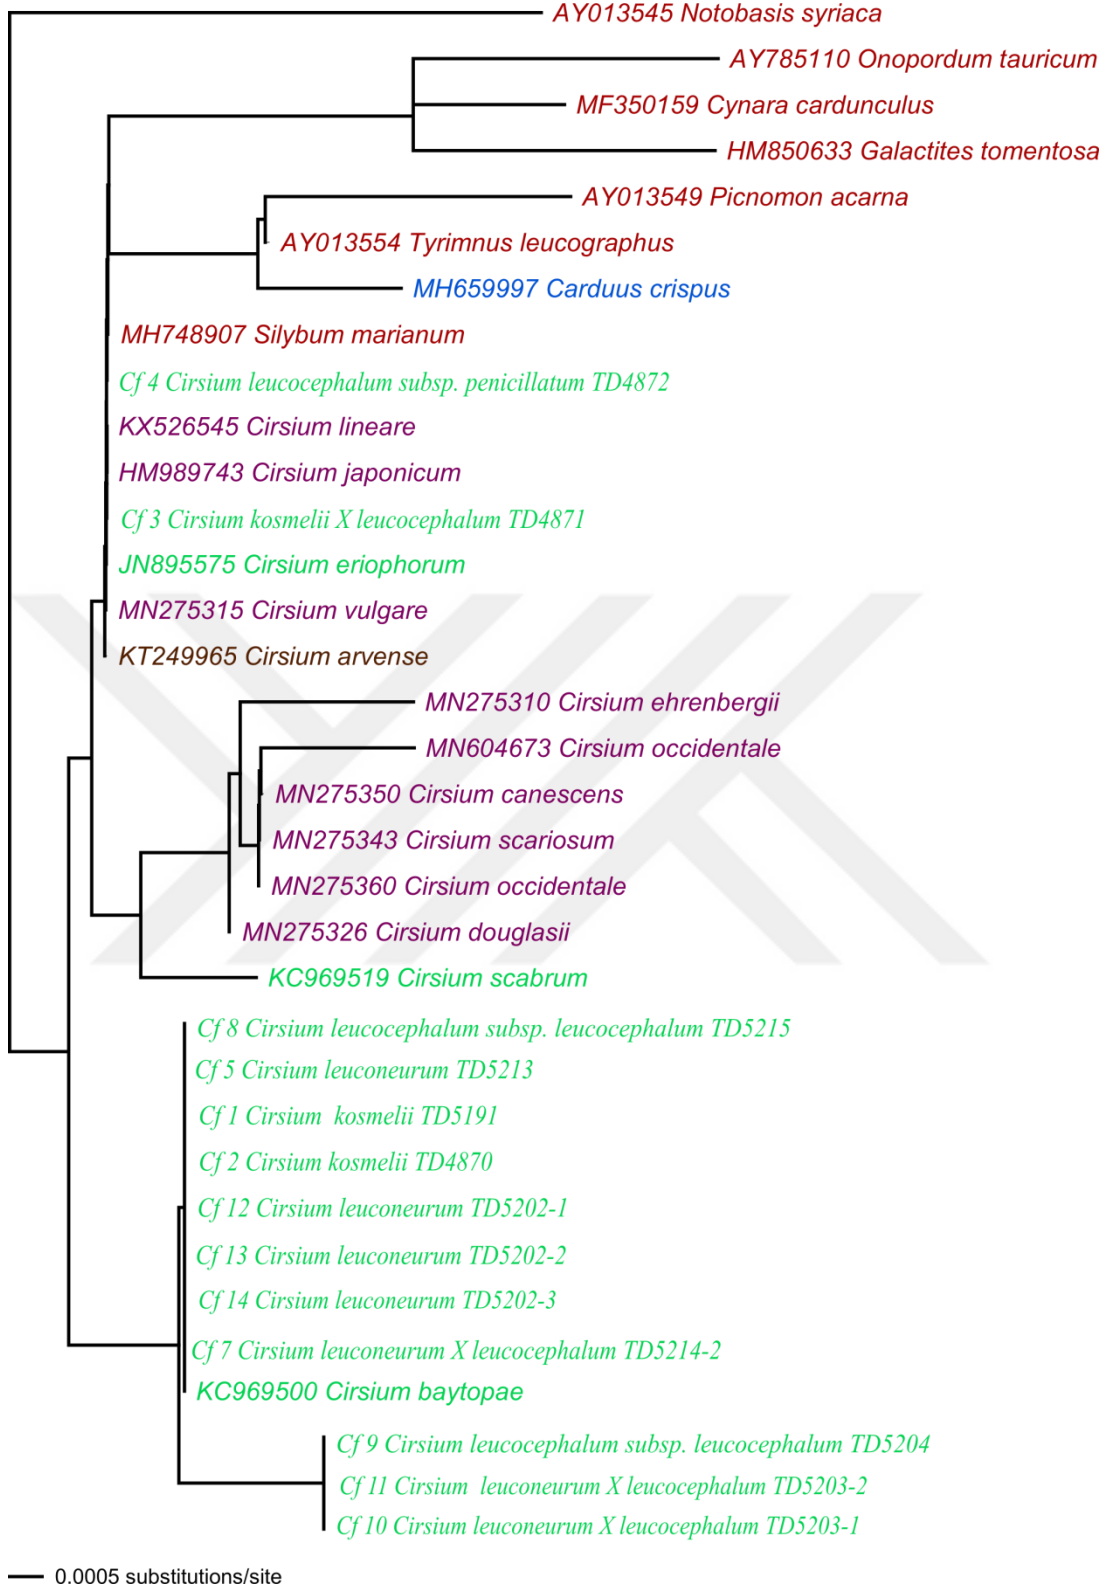 AY013545 Notobasis syriaca
AY785110 Onopordum tauricum
MF350159 Cynara cardunculus
HM850633 Galactites tomentosa
AY013549 Picnomon acarna
AY013554 Tyrimnus leucographus
MH659997 Carduus crispus
MH748907 Silybum marianum
Cf 4 Cirsium leucocephalum subsp. penicillatum TD4872
KX526545 Cirsium lineare
HM989743 Cirsium japonicum
Cf 3 Cirsium kosmelii X leucocephalum TD4871
JN895575 Cirsium eriophorum
MN275315 Cirsium vulgare
KT249965 Cirsium arvense
MN275310 Cirsium ehrenbergii
MN604673 Cirsium occidentale
MN275350 Cirsium canescens
MN275343 Cirsium scariosum
MN275360 Cirsium occidentale
MN275326 Cirsium douglasii
KC969519 Cirsium scabrum
Cf 8 Cirsium leucocephalum subsp. leucocephalum TD5215
Cf 5 Cirsium leuconeurum TD5213
Cf 1 Cirsium kosmelii TD5191
Cf 2 Cirsium kosmelii TD4870
Cf 12 Cirsium leuconeurum TD5202-1
Cf 13 Cirsium leuconeurum TD5202-2
Cf 14 Cirsium leuconeurum TD5202-3
Cf 7 Cirsium leuconeurum X leucocephalum TD5214-2
KC969500 Cirsium baytopae
Cf 9 Cirsium leucocephalum subsp. leucocephalum TD5204
Cf 11 Cirsium leuconeurum X leucocephalum TD5203-2
Cf 10 Cirsium leuconeurum X leucocephalum TD5203-1
0.0005 substitutions/site